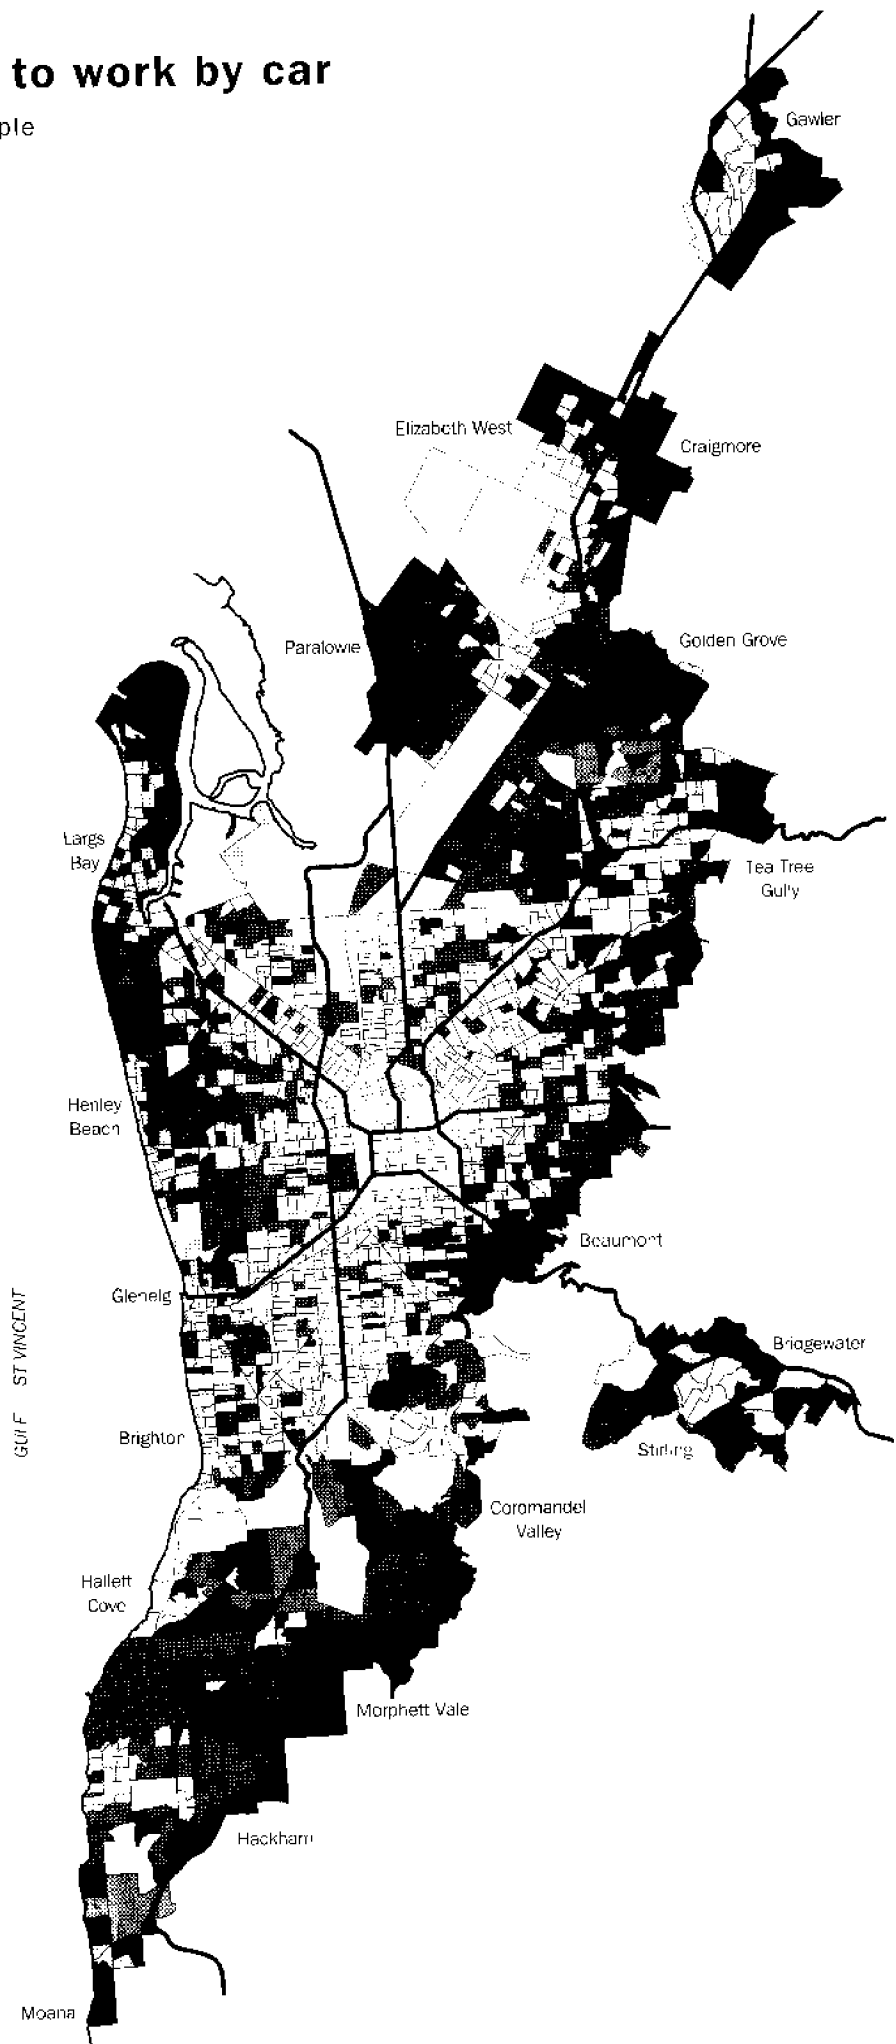 to work by car
ple
Gawler
Elizabeth West
Craigmore
Paralowie
Golden Grove
Largs
Bay
Tea Tree
Gully
Henley
Beach
Beaumont
Glenelg
GULF ST VINCENT
Bridgewater
Brighton
Stirling
Coromandel
Valley
Hallett
Cove
Morphett Vale
Hackham
Moana